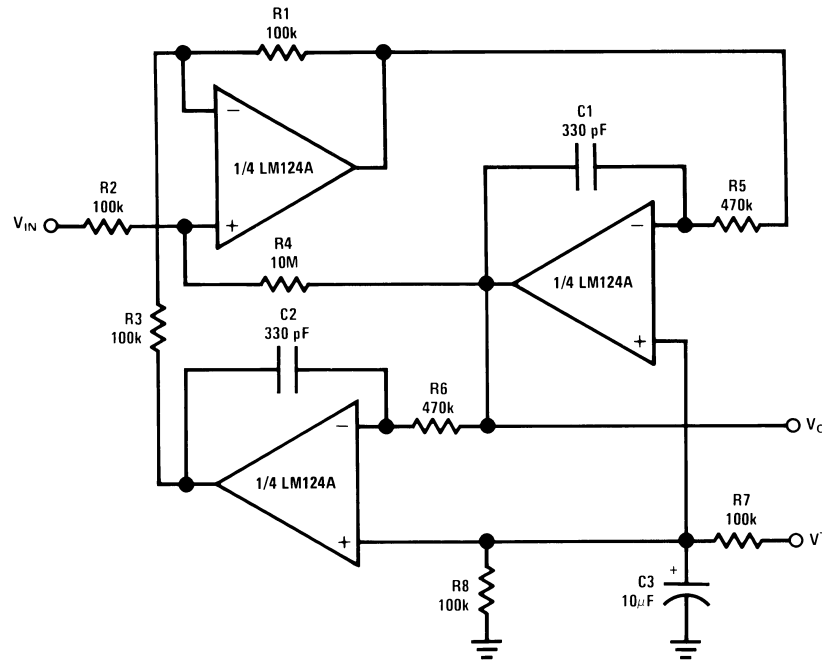 R1
100k
−
1/4 LM124A
+
R2
100k
VIN
C1
330 pF
R5
470k
R4
10M
−
1/4 LM124A
+
R3
100k
C2
330 pF
R6
470k
−
1/4 LM124A
+
R7
100k
R8
100k
+
C3
10μF